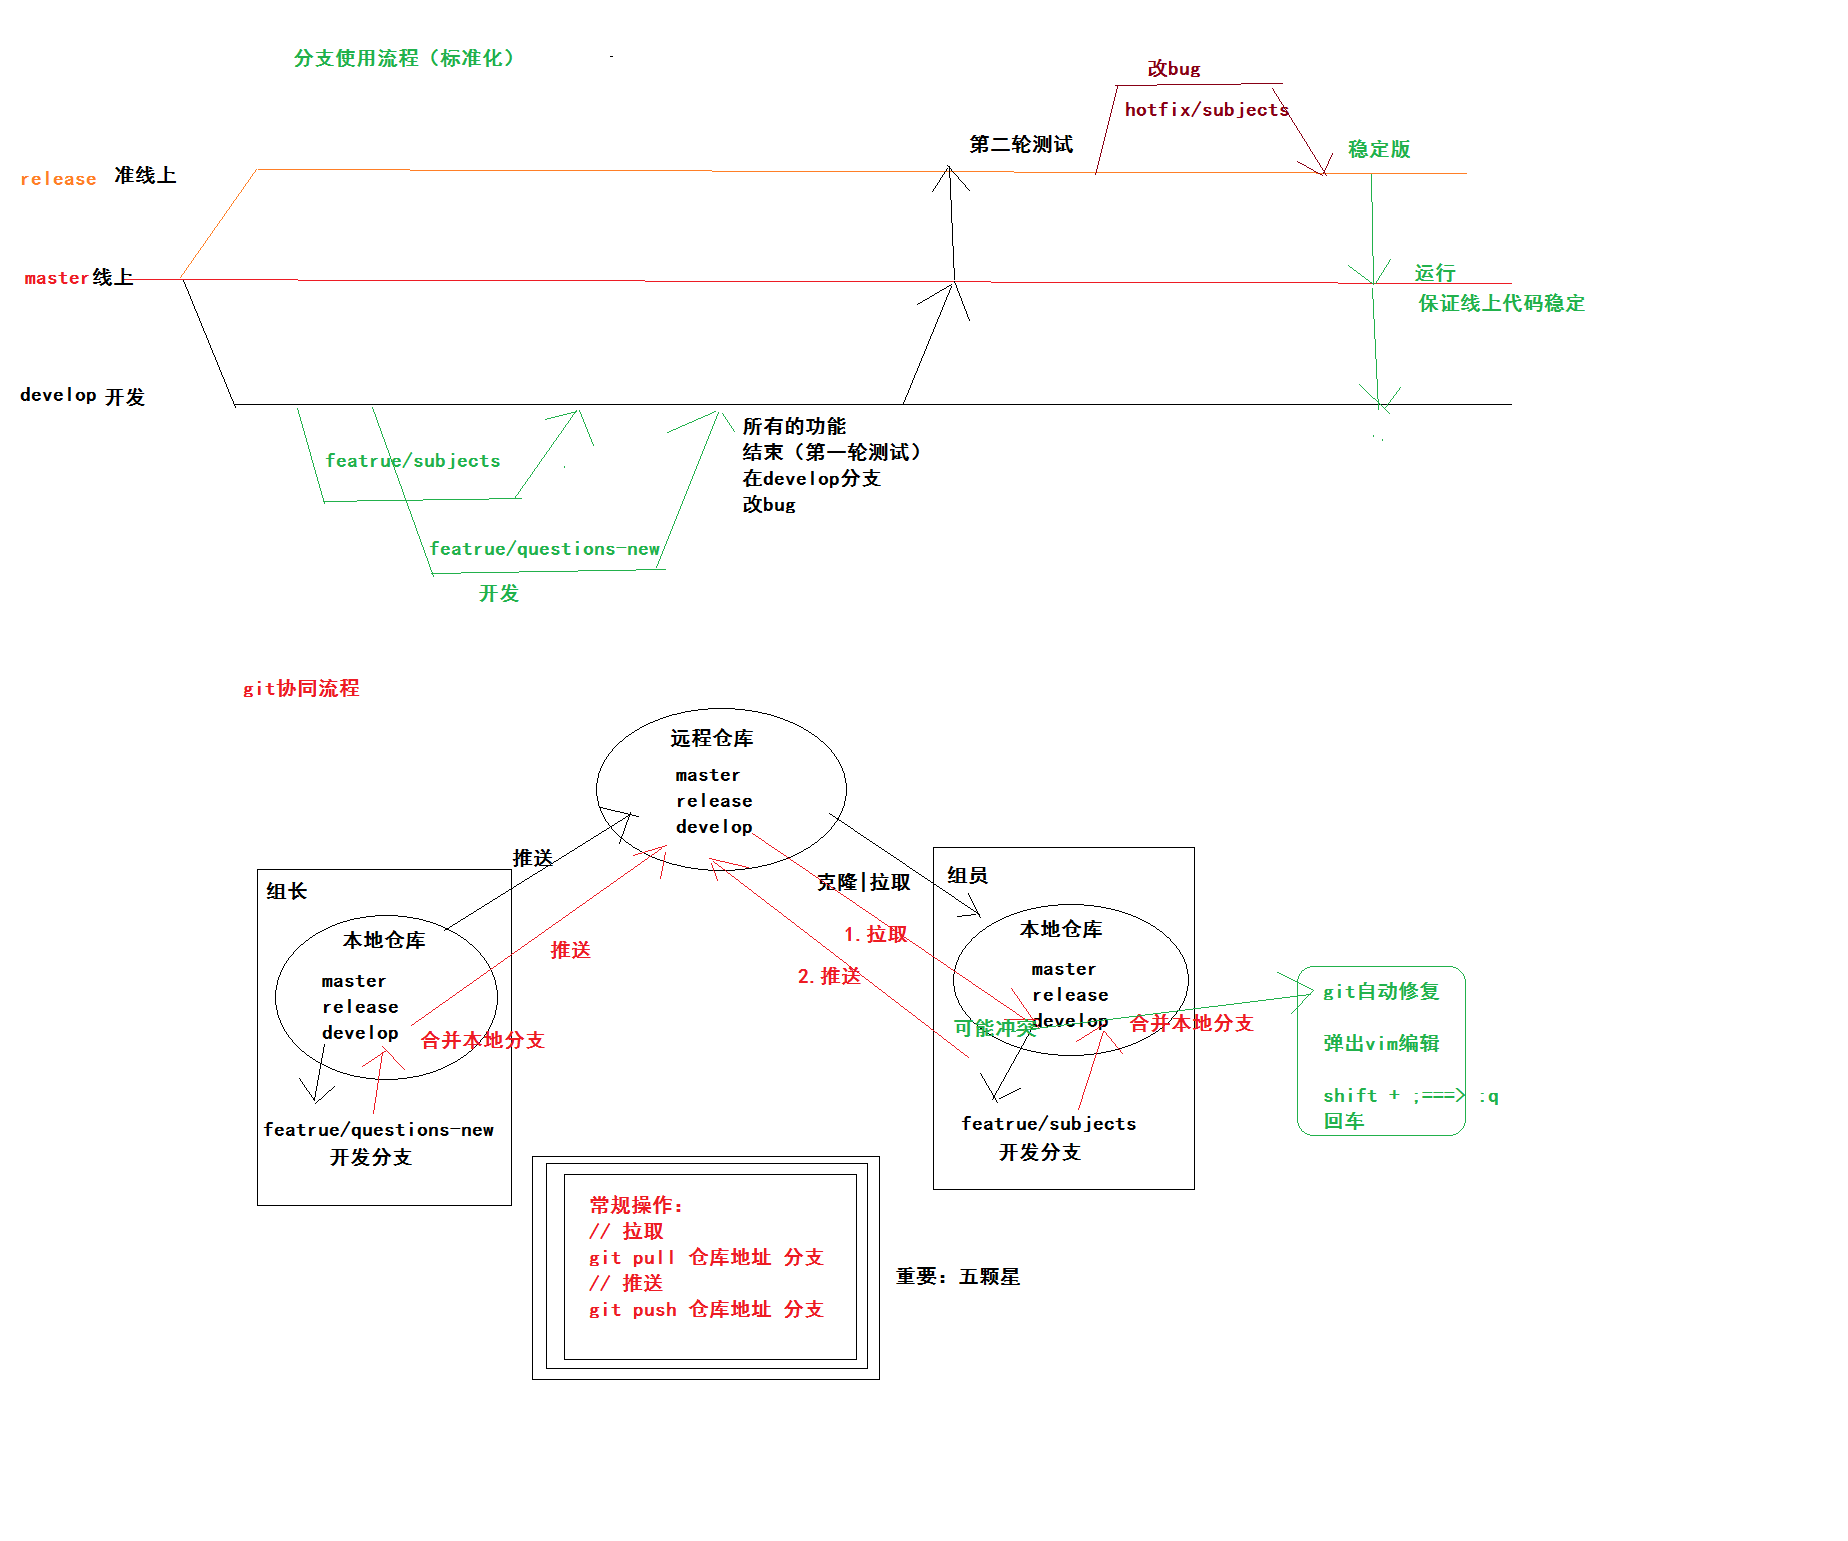 分支使用流程（标准化）
改bug
hotfix/subjects
第二轮测试
稳定版
release 准线上
master线上
运行
保证线上代码稳定
develop 开发
所有的功能
结束（第一轮测试）
在develop分支
改bug
featrue/subjects
featrue/questions-new
开发
git协同流程
远程仓库
master
release
develop
推送
克隆|拉取
组长
本地仓库
master
release
develop
推送
合并本地分支
featrue/questions-new
开发分支
1.拉取
2.推送
组员
本地仓库
master
release
develop
可能冲突
合并本地分支
featrue/subjects
开发分支
git自动修复
弹出vim编辑
shift + ;===> :q
回车
常规操作：
// 拉取
git pull 仓库地址 分支
// 推送
git push 仓库地址 分支
重要：五颗星